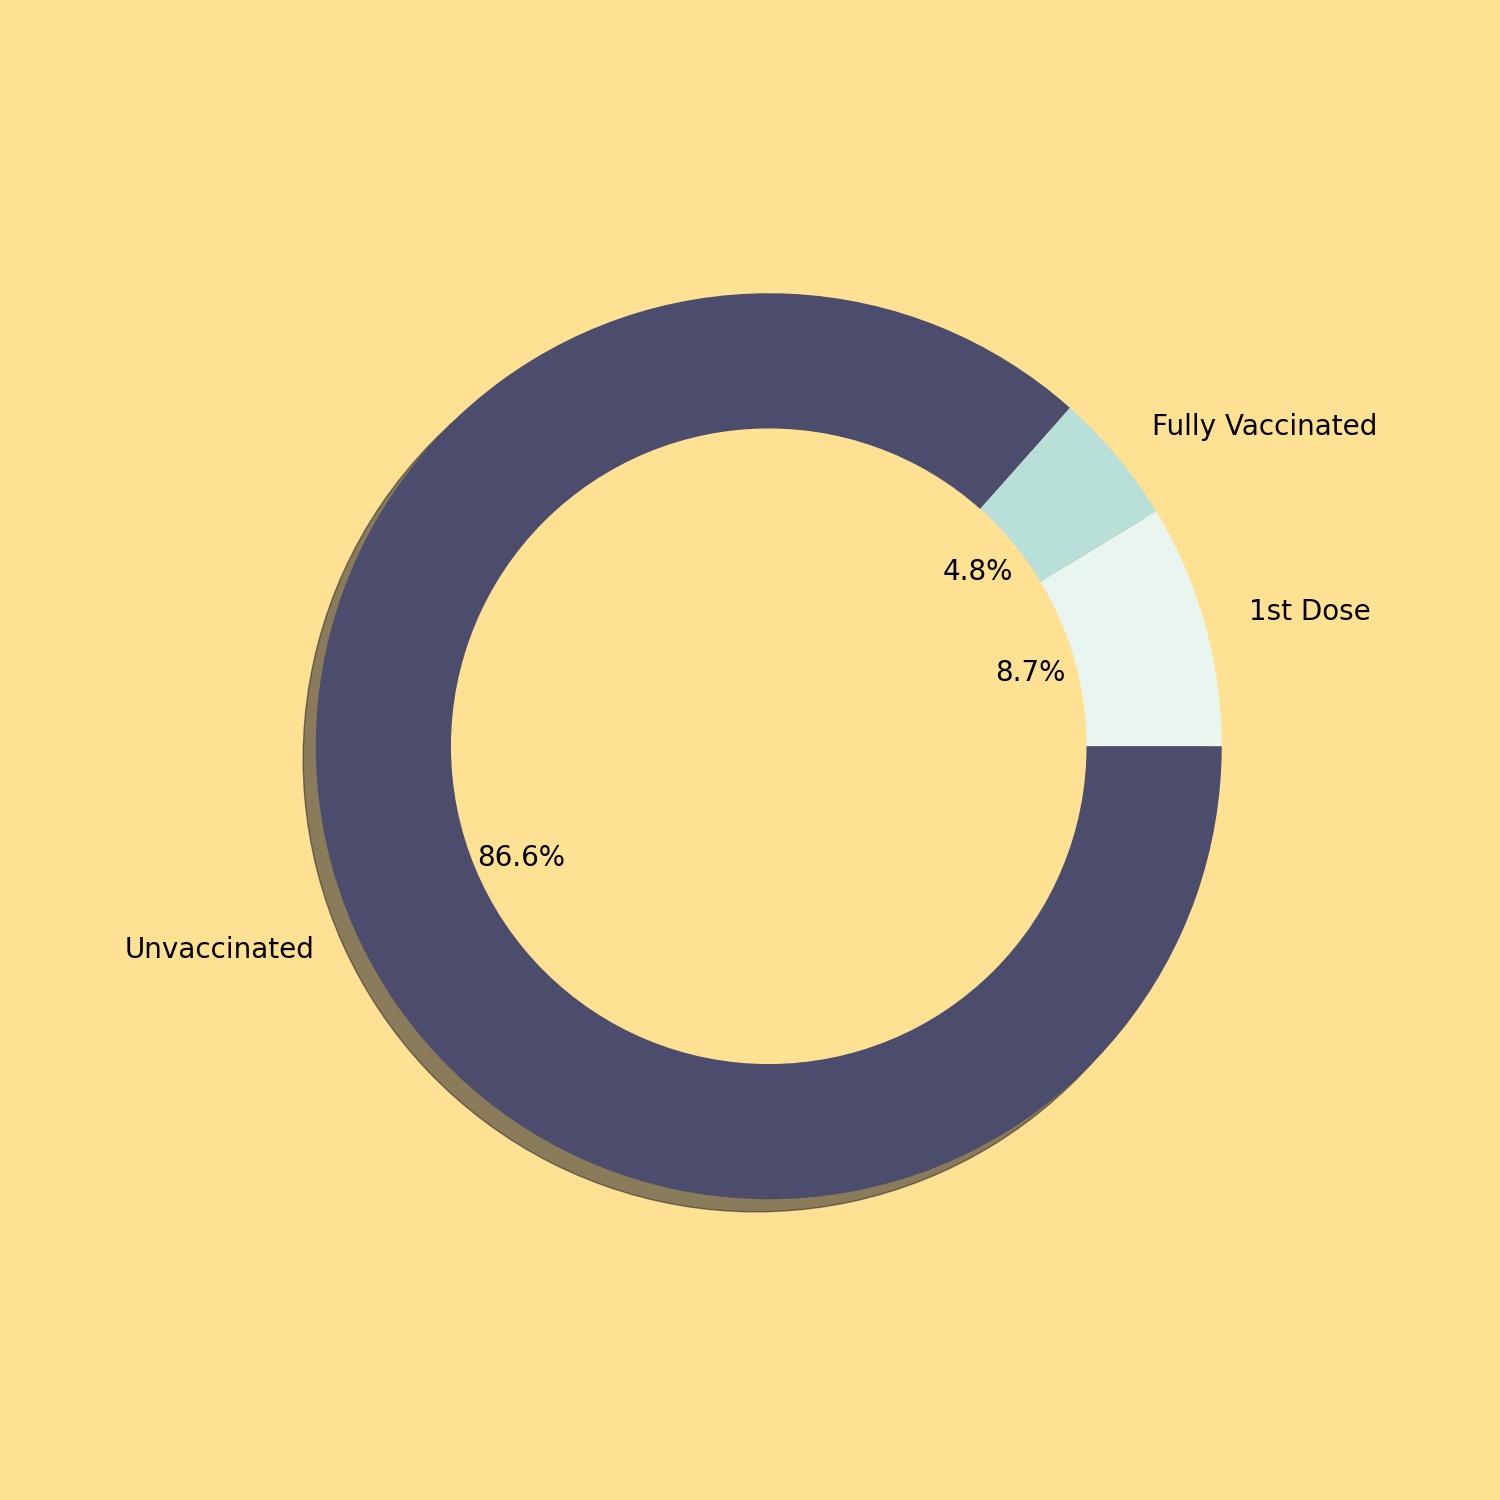 Fully Vaccinated
4.8%
1st Dose
8.7%
86.6%
Unvaccinated